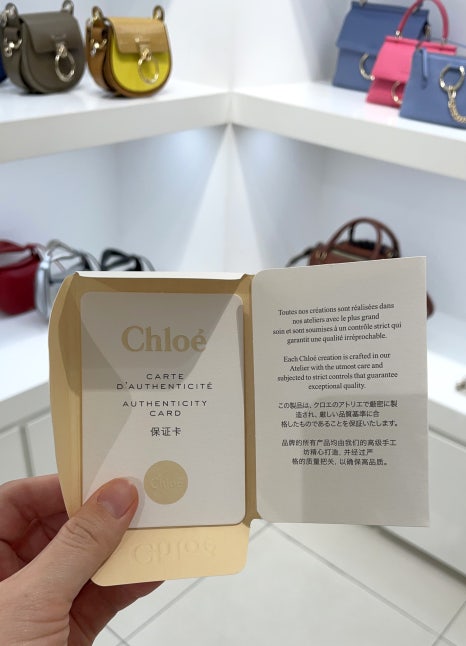 Chloé
CARTE
D'AUTHENTICITÉ
AUTHENTICITY
CARD
保证卡
Chloé
Chloé
Toutes nos créations sont réalisées dans
nos ateliers avec le plus grand
soin et sont soumises à un contrôle strict qui
garantit une qualité irréprochable.
Each Chloé creation is crafted in our
Atelier with the utmost care and
subjected to strict controls that guarantee
exceptional quality.
この製品は、クロエのアトリエで厳密に製
造され、厳しい品質基準に合
格したものであることを保証いたします。
品牌的所有产品均由我们的高级手工
坊精心打造，并经过严
格的质量把关，以确保高品质。